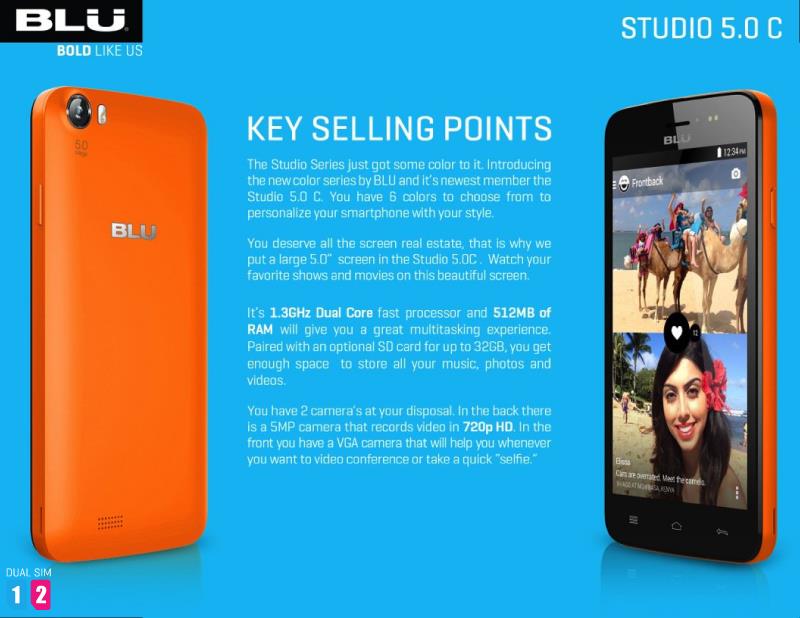 BLU
BOLD LIKE US
STUDIO 5.0 C
5.0
BLU
KEY SELLING POINTS
The Studio Series just got some color to it. Introducing
the new color series by BLU and it's newest member the
Studio 5.0 C. You have 6 colors to choose from to
personalize your smartphone with your style.
You deserve all the screen real estate, that is why we
put a large 5.0" screen in the Studio 5.0C . Watch your
favorite shows and movies on this beautiful screen.
It's 1.3GHz Dual Core fast processor and 512MB of
RAM will give you a great multitasking experience.
Paired with an optional SD card for up to 32GB, you get
enough space to store all your music, photos and
videos.
You have 2 camera's at your disposal. In the back there
is a 5MP camera that records video in 720p HD. In the
front you have a VGA camera that will help you whenever
you want to video conference or take a quick "selfie."
BLU
12:34 PM
Frontback
12
Elissa
Cars are overrated. Meet the camels.
AGO AT MOMBASA, KENYA
DUAL SIM
1 2